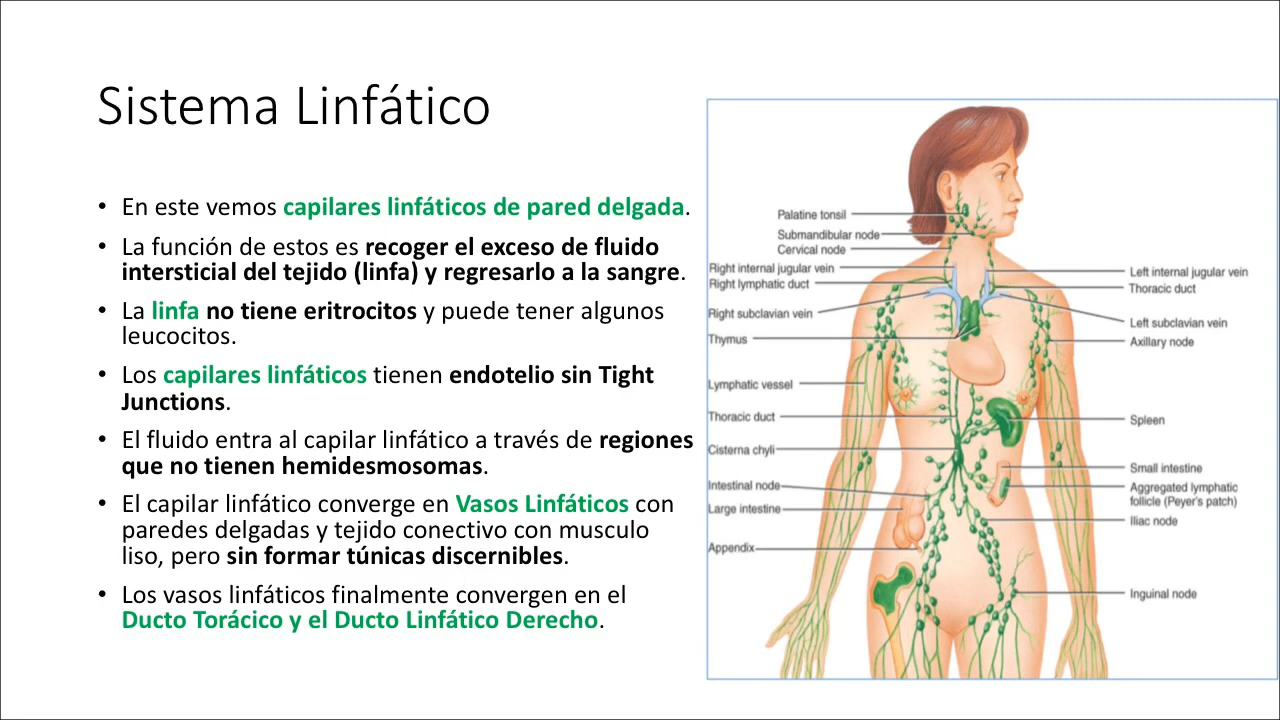 Sistema Linfático
• En este vemos capilares linfáticos de pared delgada.
• La función de estos es recoger el exceso de fluido
intersticial del tejido (linfa) y regresarlo a la sangre.
• La linfa no tiene eritrocitos y puede tener algunos
leucocitos.
• Los capilares linfáticos tienen endotelio sin Tight
Junctions.
• El fluido entra al capilar linfático a través de regiones
que no tienen hemidesmosomas.
• El capilar linfático converge en Vasos Linfáticos con
paredes delgadas y tejido conectivo con musculo
liso, pero sin formar túnicas discernibles.
• Los vasos linfáticos finalmente convergen en el
Ducto Torácico y el Ducto Linfático Derecho.
Palatine tonsil
Submandibular node
Cervical node
Right internal jugular vein
Right lymphatic duct
Right subclavian vein
Thymus
Lymphatic vessel
Thoracic duct
Cisterna chyli
Intestinal node
Large intestine
Appendix
Left internal jugular vein
Thoracic duct
Left subclavian vein
Axillary node
Spleen
Small intestine
Aggregated lymphatic
follicle (Peyer's patch)
Iliac node
Inguinal node